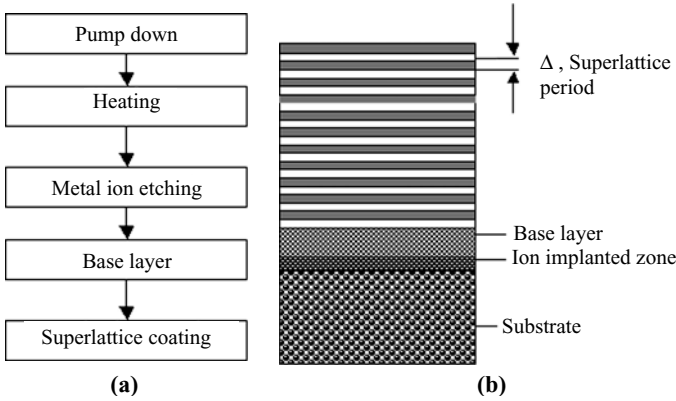 Pump down
Heating
Metal ion etching
Base layer
Superlattice coating
(a)
Δ , Superlattice
period
Base layer
Ion implanted zone
Substrate
(b)